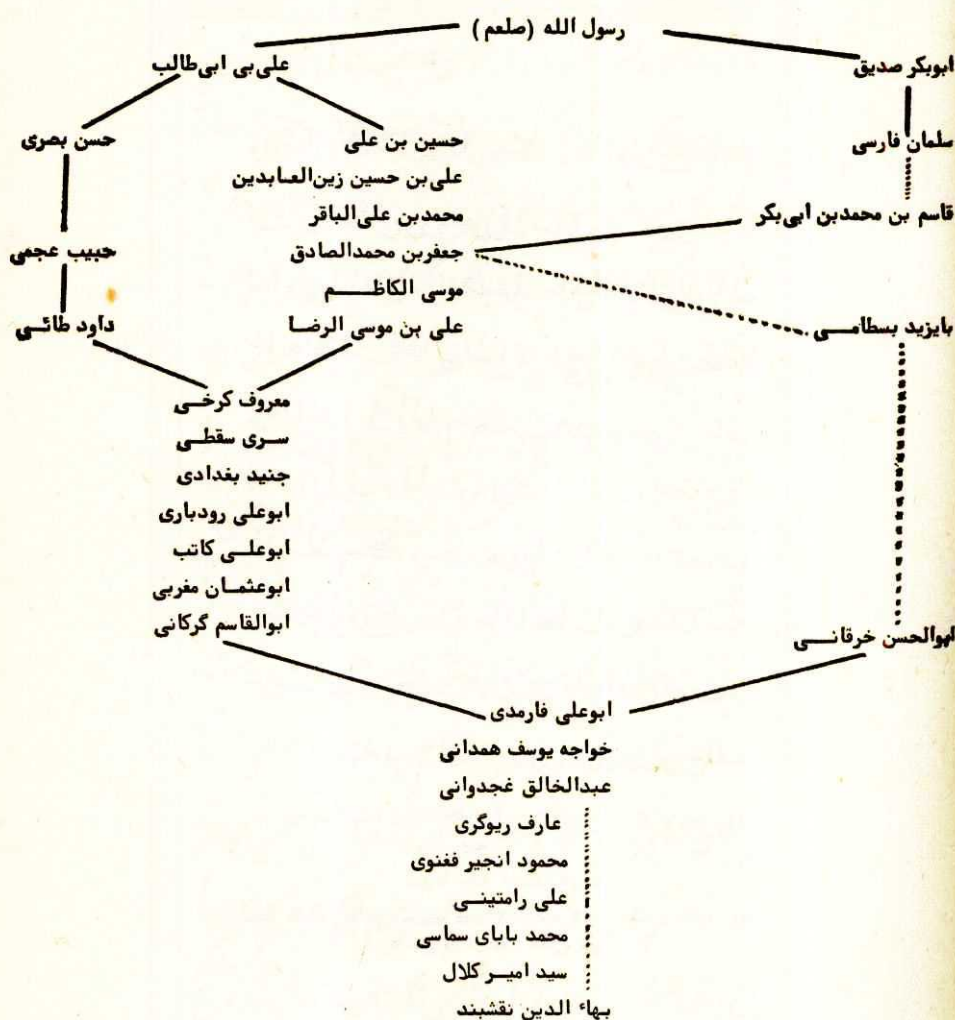 رسول الله (صلعم)
ابوبکر صدیق
علی بی ابی طالب
سلمان فارسی
حسین بن علی
حسن بصری
علی بن حسین زین‌العابدین
قاسم بن محمدبن ابی بکر
محمدبن علی‌الباقر
جعفربن محمدالصادق
حبیب عجمی
موسی الکاظم
بایزید بسطامی
علی بن موسی الرضا
داود طائی
معروف کرخی
سری سقطی
جنید بغدادی
ابوعلی رودباری
ابوعلی کاتب
ابوعثمان مغربی
ابوالقاسم گرکانی
ابوالحسن خرقانی
ابوعلی فارمدی
خواجه یوسف همدانی
عبدالخالق غجدوانی
عارف ریوگری
محمود انجیر فغنوی
علی رامتینی
محمد بابای سماسی
سید امیر کلال
بهاء الدین نقشبند